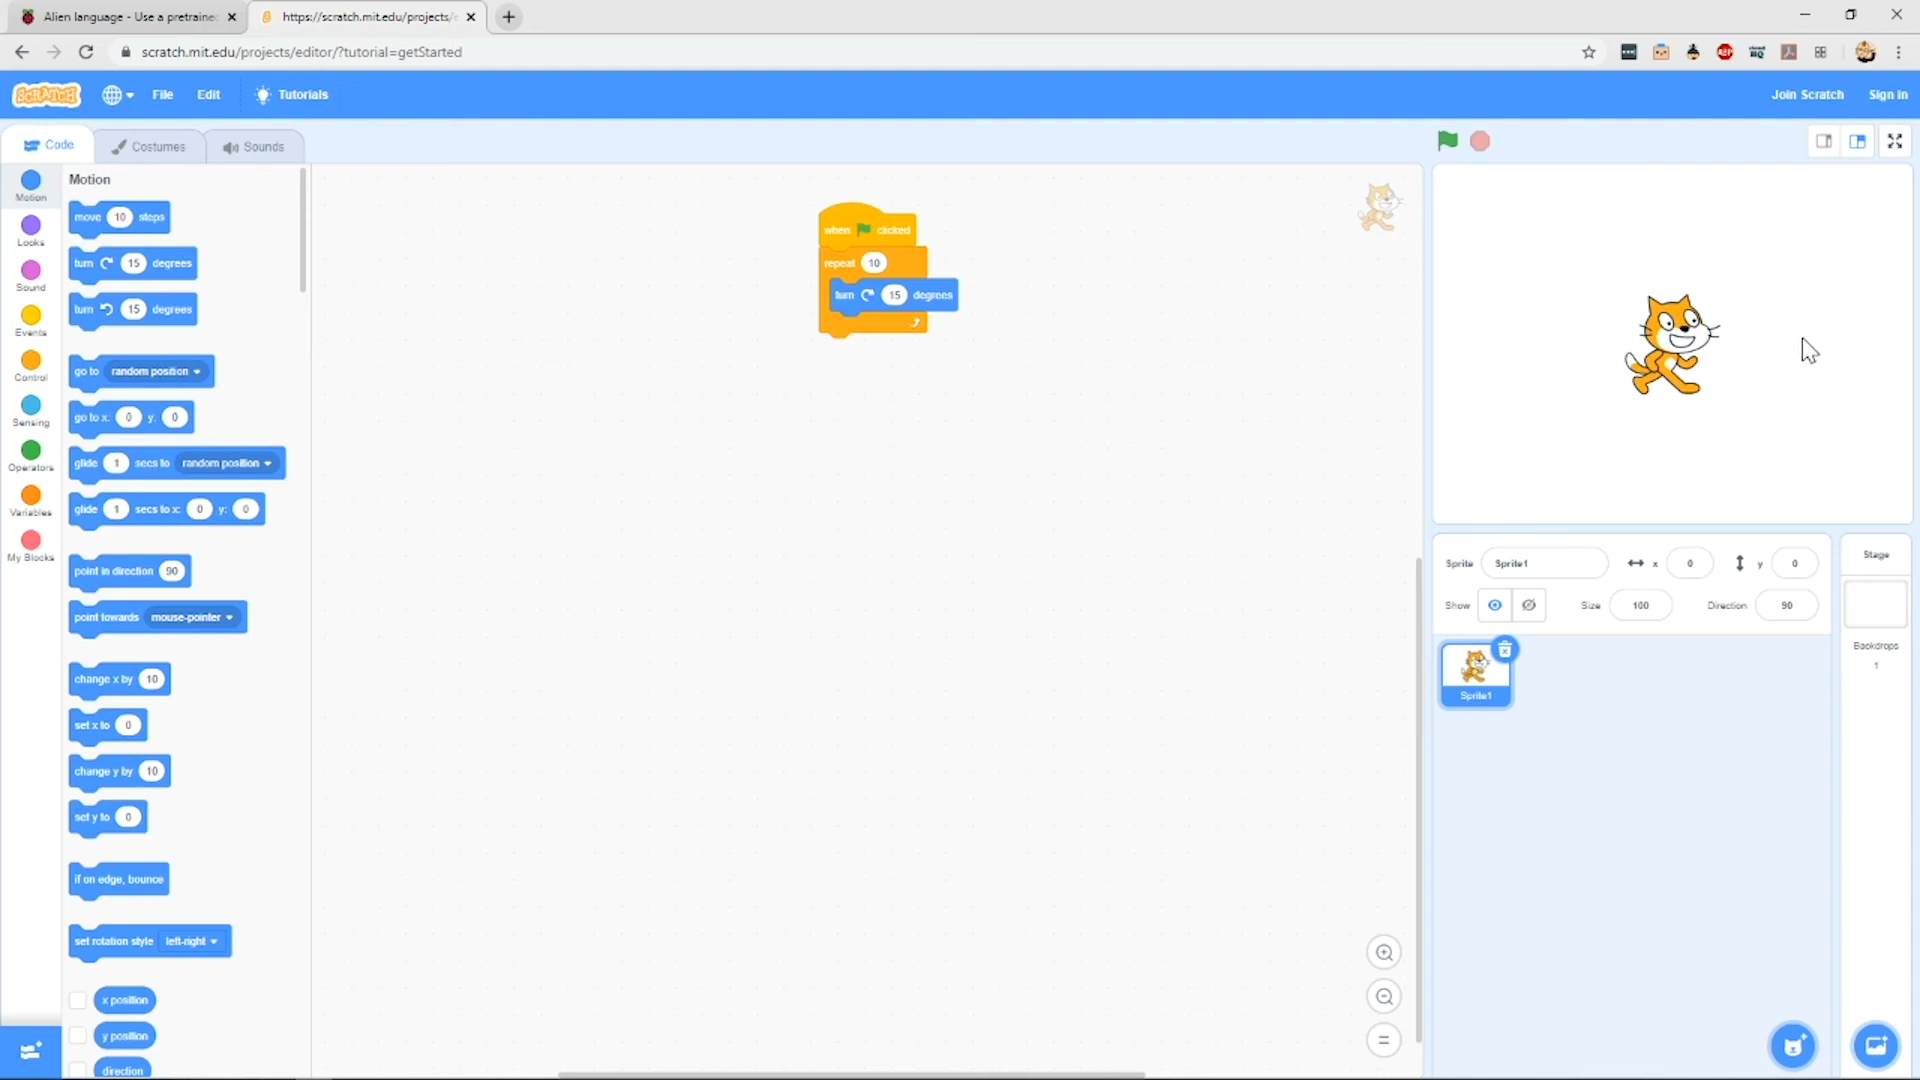 Alien language - Use a pretraine
https://scratch.mit.edu/projects/e
scratch.mit.edu/projects/editor/?tutorial=getStarted
ABP
SCRATCH
File
Edit
Tutorials
Join Scratch
Sign in
Code
Costumes
Sounds
Motion
Looks
Sound
Events
Control
Sensing
Operators
Variables
My Blocks
Motion
move 10 steps
turn 15 degrees
turn 15 degrees
go to random position
go to x: 0 y: 0
glide 1 secs to random position
glide 1 secs to x: 0 y: 0
point in direction 90
point towards mouse-pointer
change x by 10
set x to 0
change y by 10
set y to 0
if on edge, bounce
set rotation style left-right
x position
y position
direction
when clicked
repeat 10
turn 15 degrees
Sprite Sprite1 x 0 y 0
Show Size 100 Direction 90
Sprite1
Stage
Backdrops
1